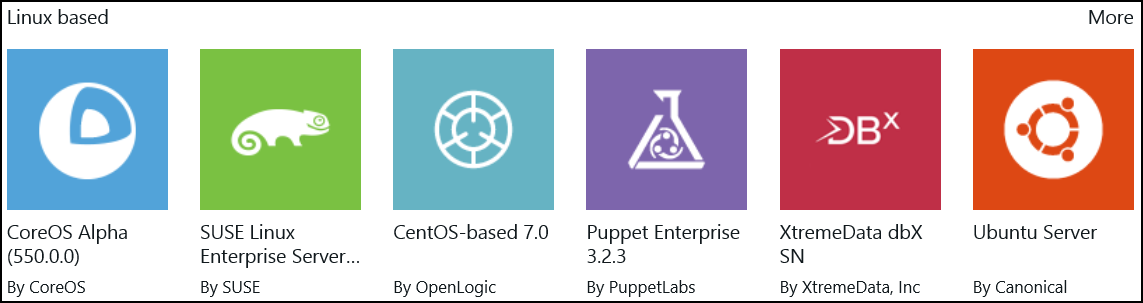 Linux based
More
DBX
CoreOS Alpha
(550.0.0)
By CoreOS
SUSE Linux
Enterprise Server...
By SUSE
CentOS-based 7.0
By OpenLogic
Puppet Enterprise
3.2.3
By PuppetLabs
XtremeData dbX
SN
By XtremeData, Inc
Ubuntu Server
By Canonical